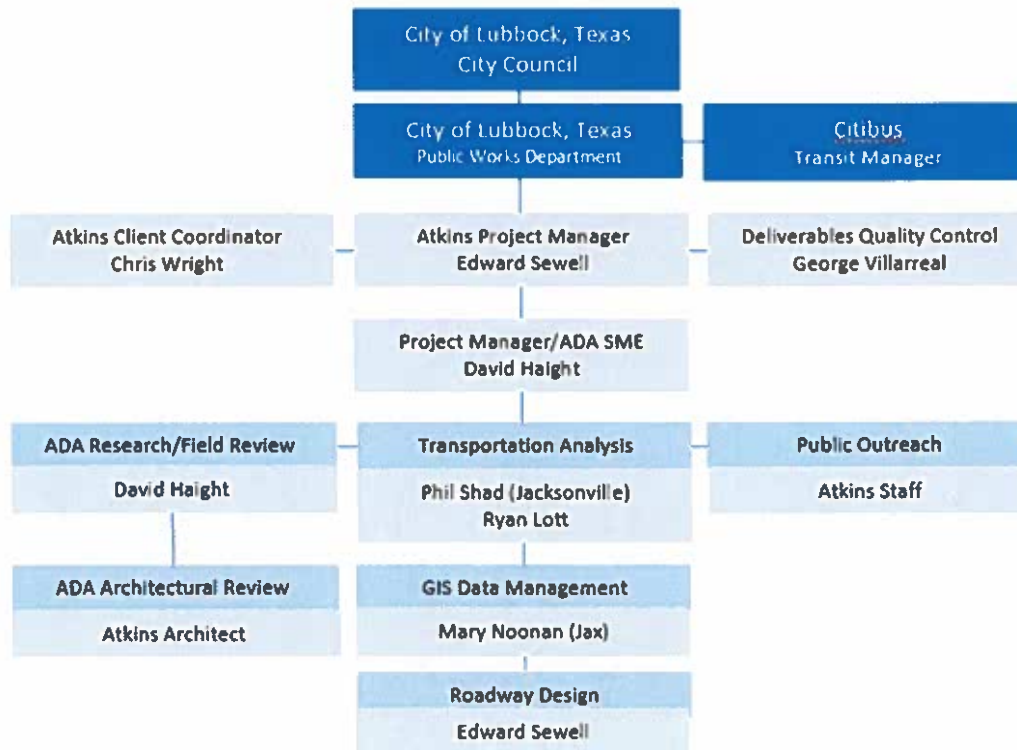 City of Lubbock, Texas
City Council
City of Lubbock, Texas
Public Works Department
Citibus
Transit Manager
Atkins Client Coordinator
Chris Wright
Atkins Project Manager
Edward Sewell
Deliverables Quality Control
George Villarreal
Project Manager/ADA SME
David Haight
ADA Research/Field Review
David Haight
Transportation Analysis
Phil Shad (Jacksonville)
Ryan Lott
Public Outreach
Atkins Staff
ADA Architectural Review
Atkins Architect
GIS Data Management
Mary Noonan (Jax)
Roadway Design
Edward Sewell